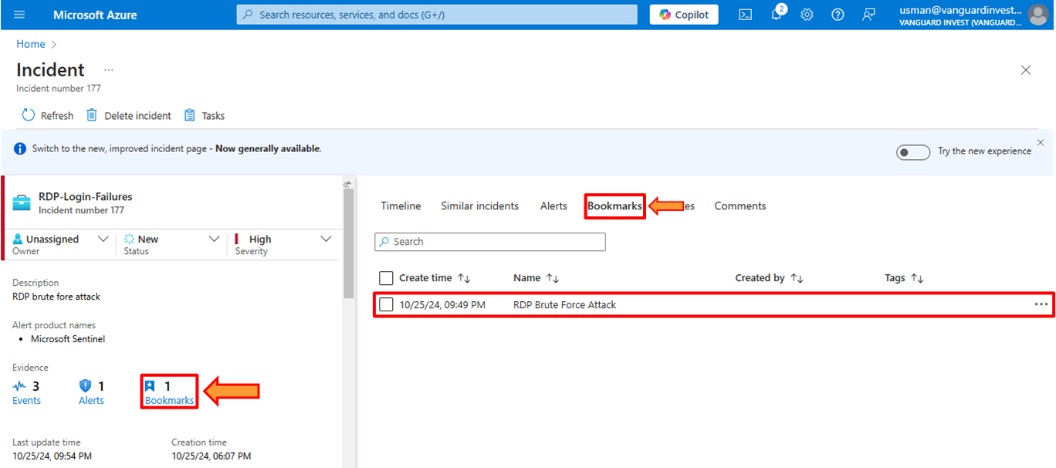 Microsoft Azure
Search resources, services, and docs (G+/)
Copilot
2
usman@vanguardinvest...
VANGUARD INVEST (VANGUARD...
Home >
Incident ...
Incident number 177
Refresh Delete incident Tasks
Switch to the new, improved incident page - Now generally available.
Try the new experience
RDP-Login-Failures
Incident number 177
Timeline Similar incidents Alerts Bookmarks es Comments
Unassigned New High
Owner Status Severity
Search
Description
RDP brute fore attack
Create time Name Created by Tags
10/25/24, 09:49 PM RDP Brute Force Attack ...
Alert product names
• Microsoft Sentinel
Evidence
3 1 1
Events Alerts Bookmarks
Last update time Creation time
10/25/24, 09:54 PM 10/25/24, 06:07 PM